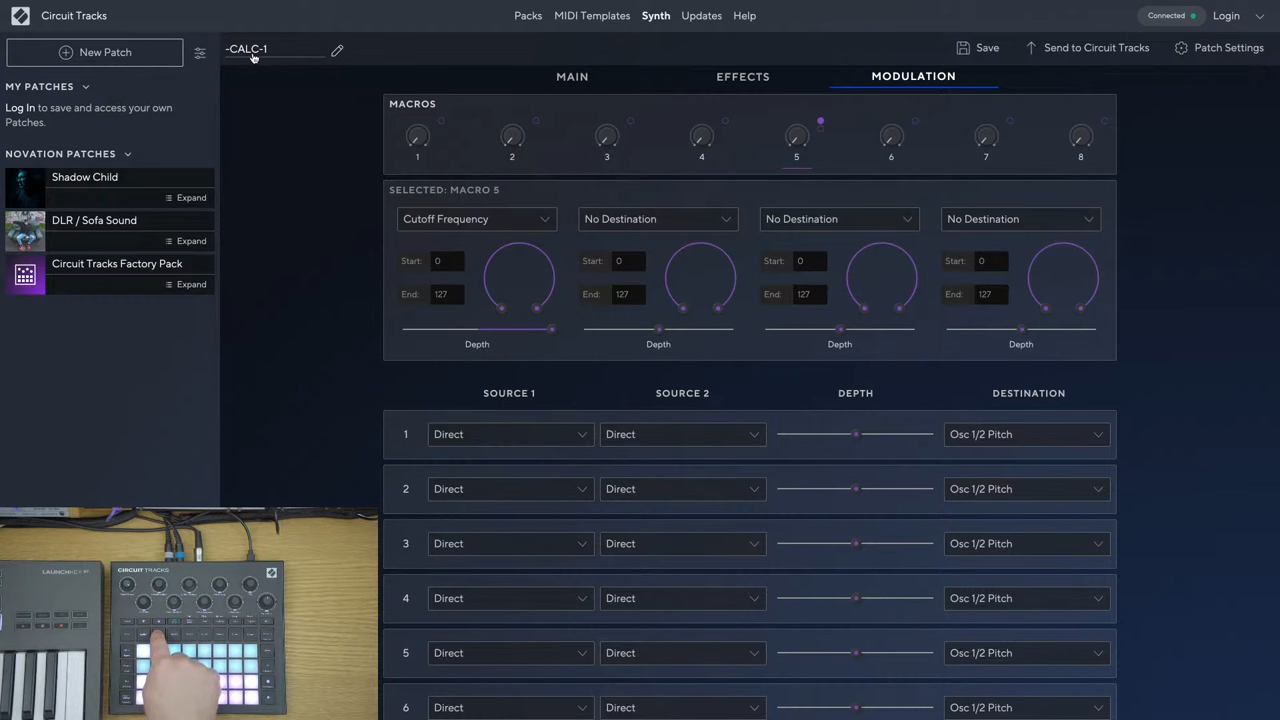 Circuit Tracks
Packs MIDI Templates Synth Updates Help
Connected Login
New Patch
-CALC-1
Save Send to Circuit Tracks Patch Settings
MY PATCHES
Log In to save and access your own
Patches.
NOVATION PATCHES
Shadow Child
Expand
DLR / Sofa Sound
Expand
Circuit Tracks Factory Pack
Expand
MAIN EFFECTS MODULATION
MACROS
1 2 3 4 5 6 7 8
SELECTED: MACRO 5
Cutoff Frequency No Destination No Destination No Destination
Start: 0 Start: 0 Start: 0 Start: 0
End: 127 End: 127 End: 127 End: 127
Depth Depth Depth Depth
SOURCE 1 SOURCE 2 DEPTH DESTINATION
1 Direct Direct Osc 1/2 Pitch
2 Direct Direct Osc 1/2 Pitch
3 Direct Direct Osc 1/2 Pitch
4 Direct Direct Osc 1/2 Pitch
5 Direct Direct Osc 1/2 Pitch
6 Direct Direct Osc 1/2 Pitch
LAUNCHKEY
CIRCUIT TRACKS